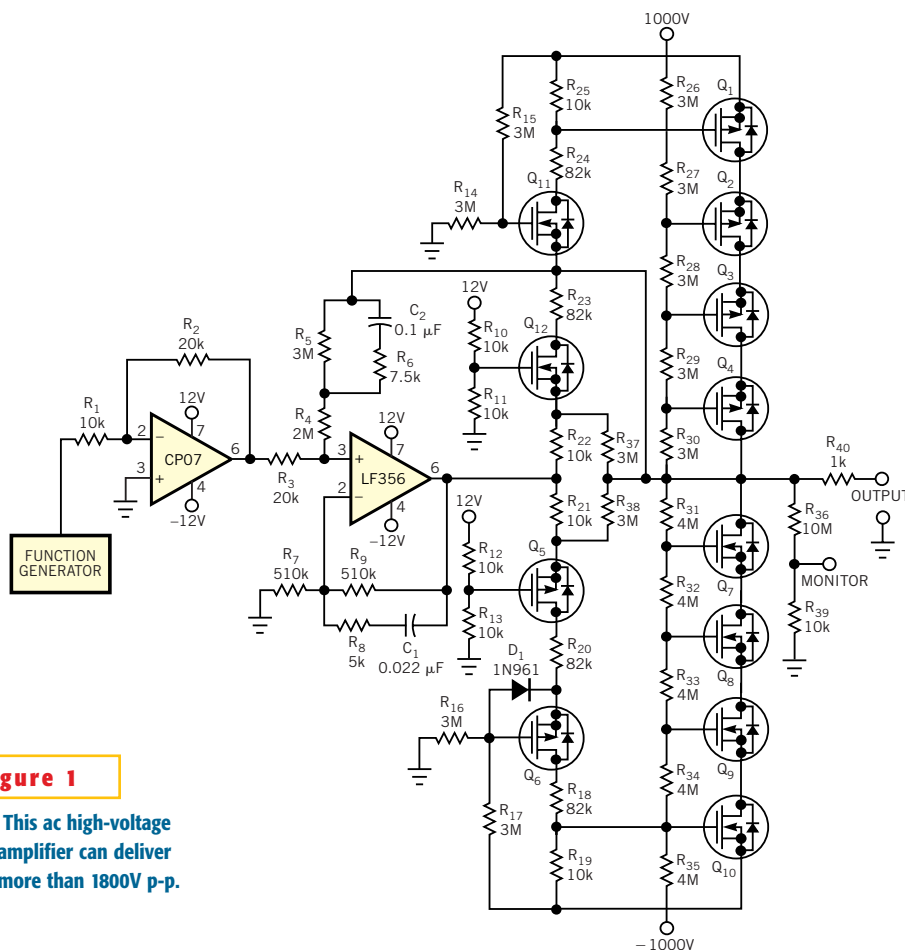 1000V
R25
10k
R26
3M
Q1
R15
3M
R24
82k
R27
3M
Q2
Q11
R14
3M
R28
3M
Q3
12V
R23
82k
C2
0.1 µF
R2
20k
R5
3M
R10
10k
Q12
R29
3M
Q4
R6
7.5k
R1
10k
12V
R4
2M
12V
R11
10k
R22
10k
R37
3M
R30
3M
2
−
7
CP07
6
3
+
4
−12V
R3
20k
3
+
7
LF356
6
2
−
4
−12V
R40
1k
OUTPUT
12V
R21
10k
R38
3M
R31
4M
R36
10M
FUNCTION
GENERATOR
R7
510k
R9
510k
R12
10k
Q5
Q7
MONITOR
R32
4M
R8
5k
C1
0.022 µF
R13
10k
R39
10k
D1
1N961
R20
82k
Q8
R33
4M
R16
3M
Q6
Q9
R17
3M
R18
82k
R34
4M
R19
10k
Q10
R35
4M
−1000V
gure 1
This ac high-voltage
amplifier can deliver
more than 1800V p-p.